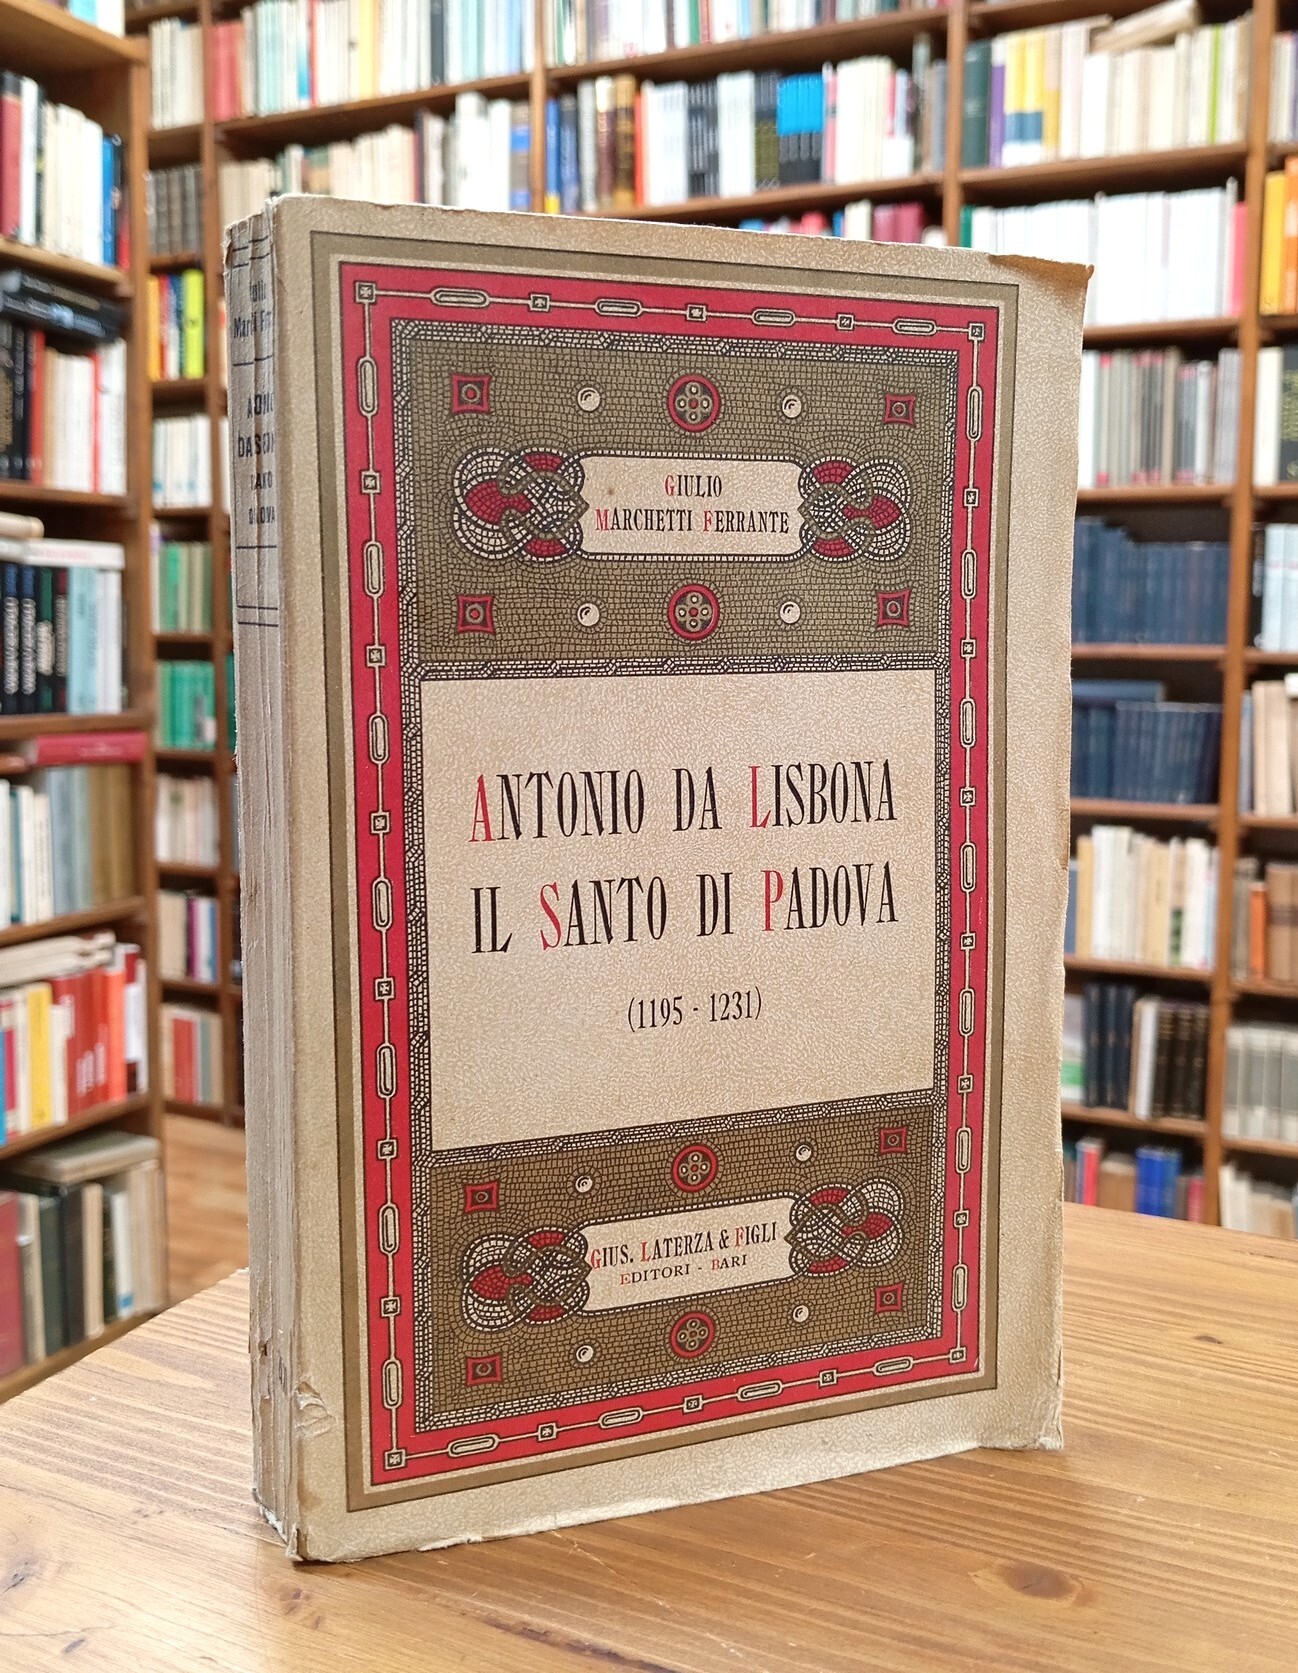 GIULIO
MARCHETTI FERRANTE
ANTONIO DA LISBONA
IL SANTO DI PADOVA
(1195 - 1231)
GIUS. LATERZA & FIGLI
EDITORI - BARI